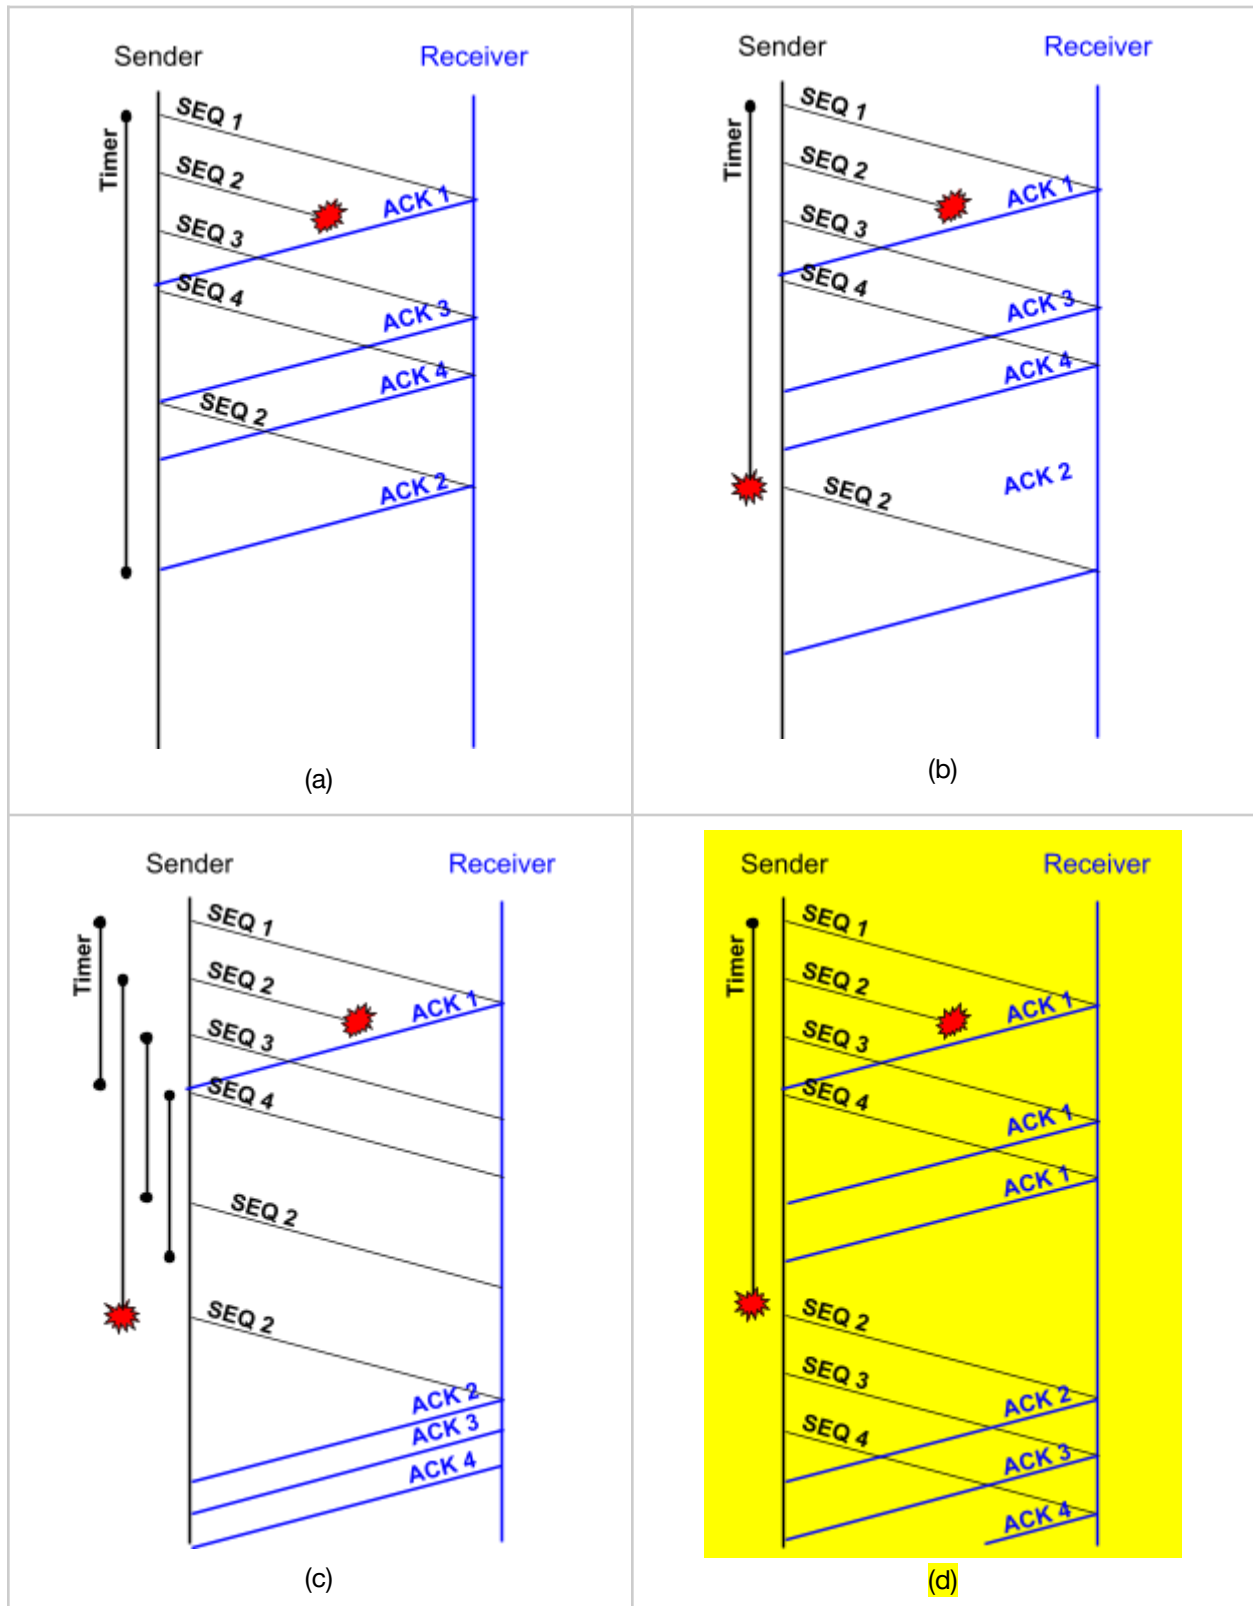 Sender Receiver
Timer
SEQ 1
SEQ 2
ACK 1
SEQ 3
SEQ 4
ACK 3
ACK 4
SEQ 2
ACK 2
(a)
Sender Receiver
Timer
SEQ 1
SEQ 2
ACK 1
SEQ 3
SEQ 4
ACK 3
ACK 4
ACK 2
SEQ 2
(b)
Sender Receiver
Timer
SEQ 1
SEQ 2
ACK 1
SEQ 3
SEQ 4
SEQ 2
SEQ 2
ACK 2
ACK 3
ACK 4
(c)
Sender Receiver
Timer
SEQ 1
SEQ 2
ACK 1
SEQ 3
SEQ 4
ACK 1
ACK 1
SEQ 2
SEQ 3
ACK 2
SEQ 4
ACK 3
ACK 4
(d)